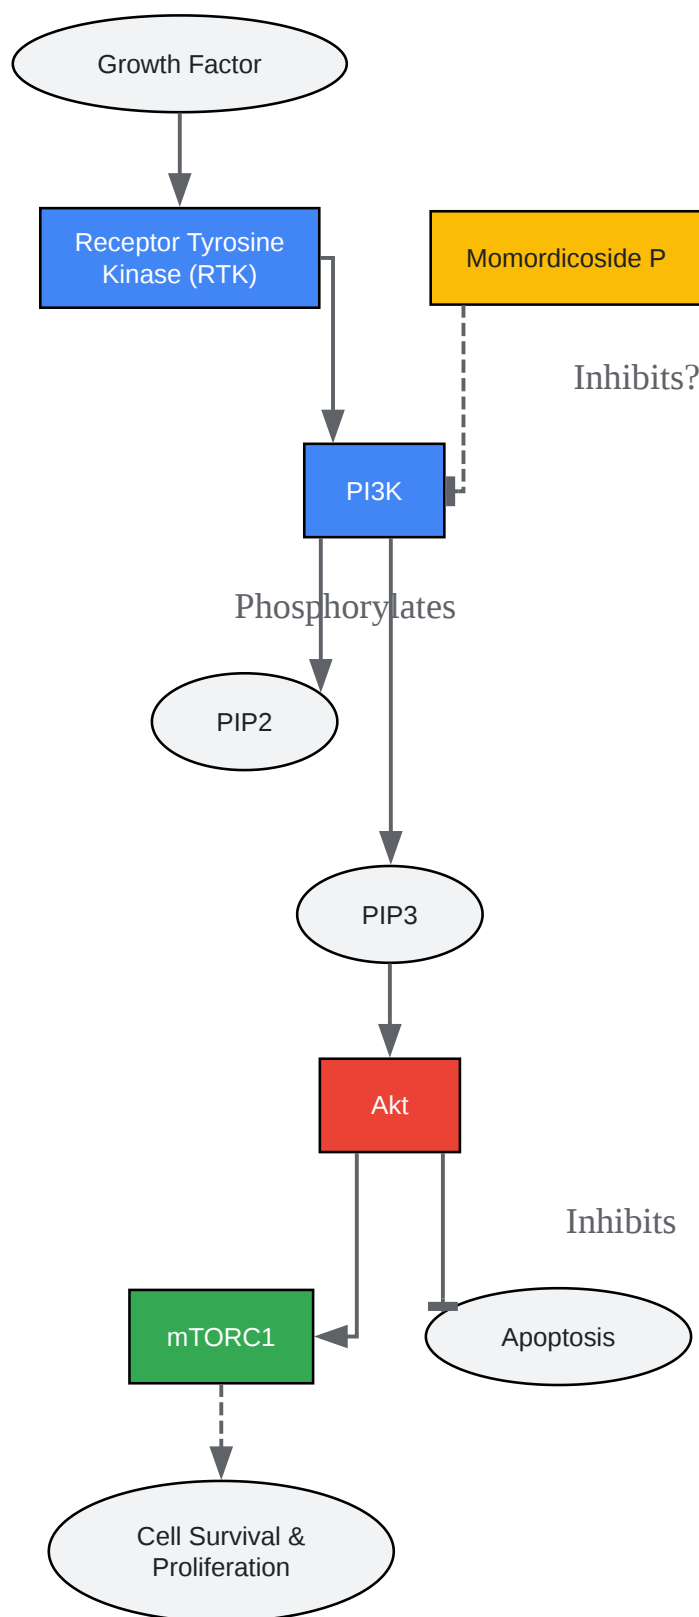 Growth Factor
Receptor Tyrosine
Kinase (RTK)
Momordicoside P
Inhibits?
PI3K
Phosphorylates
PIP2
PIP3
Akt
Inhibits
mTORC1
Apoptosis
Cell Survival &
Proliferation